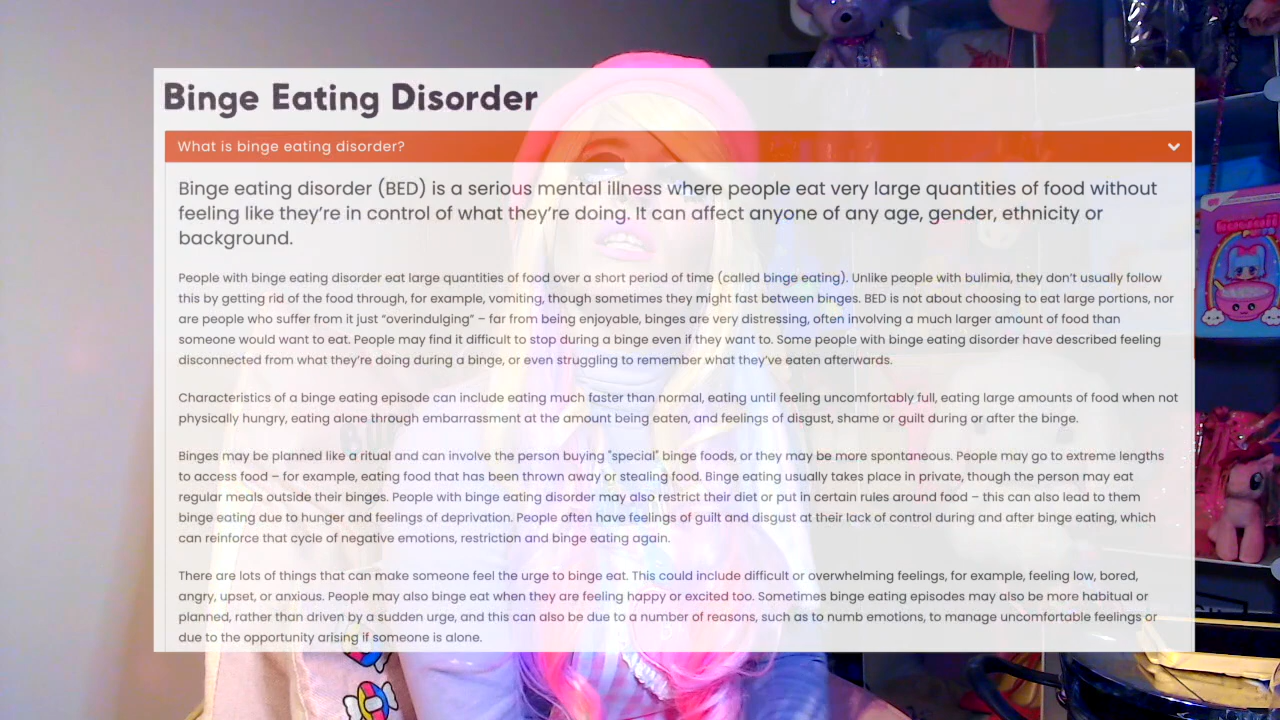 Binge Eating Disorder
What is binge eating disorder?
Binge eating disorder (BED) is a serious mental illness where people eat very large quantities of food without
feeling like they’re in control of what they’re doing. It can affect anyone of any age, gender, ethnicity or
background.
People with binge eating disorder eat large quantities of food over a short period of time (called binge eating). Unlike people with bulimia, they don’t usually follow
this by getting rid of the food through, for example, vomiting, though sometimes they might fast between binges. BED is not about choosing to eat large portions, nor
are people who suffer from it just “overindulging” – far from being enjoyable, binges are very distressing, often involving a much larger amount of food than
someone would want to eat. People may find it difficult to stop during a binge even if they want to. Some people with binge eating disorder have described feeling
disconnected from what they’re doing during a binge, or even struggling to remember what they’ve eaten afterwards.
Characteristics of a binge eating episode can include eating much faster than normal, eating until feeling uncomfortably full, eating large amounts of food when not
physically hungry, eating alone through embarrassment at the amount being eaten, and feelings of disgust, shame or guilt during or after the binge.
Binges may be planned like a ritual and can involve the person buying "special" binge foods, or they may be more spontaneous. People may go to extreme lengths
to access food – for example, eating food that has been thrown away or stealing food. Binge eating usually takes place in private, though the person may eat
regular meals outside their binges. People with binge eating disorder may also restrict their diet or put in certain rules around food – this can also lead to them
binge eating due to hunger and feelings of deprivation. People often have feelings of guilt and disgust at their lack of control during and after binge eating, which
can reinforce that cycle of negative emotions, restriction and binge eating again.
There are lots of things that can make someone feel the urge to binge eat. This could include difficult or overwhelming feelings, for example, feeling low, bored,
angry, upset, or anxious. People may also binge eat when they are feeling happy or excited too. Sometimes binge eating episodes may also be more habitual or
planned, rather than driven by a sudden urge, and this can also be due to a number of reasons, such as to numb emotions, to manage uncomfortable feelings or
due to the opportunity arising if someone is alone.